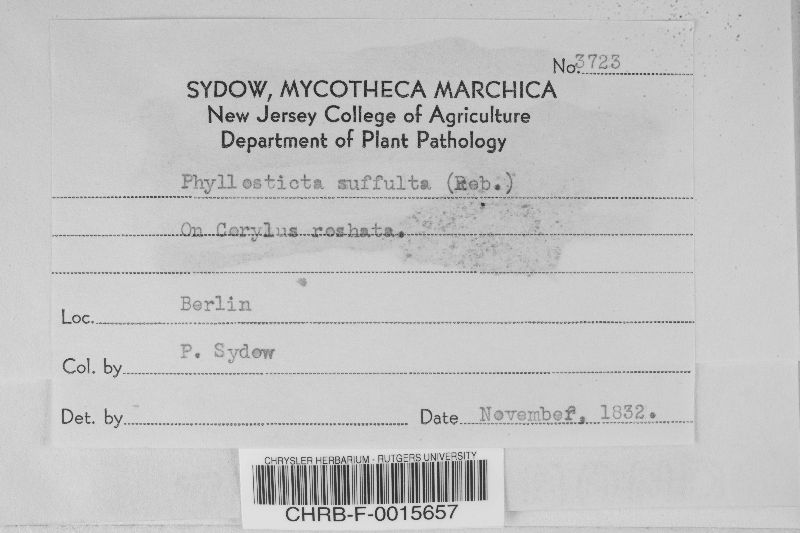 No. 3723
SYDOW, MYCOTHECA MARCHICA
New Jersey College of Agriculture
Department of Plant Pathology
Phyllosticta suffulta (Reb.)
On Corylus roshata.
Loc. Berlin
Col. by P. Sydow
Det. by
Date November, 1832.
CHRYSLER HERBARIUM - RUTGERS UNIVERSITY
CHRB-F-0015657